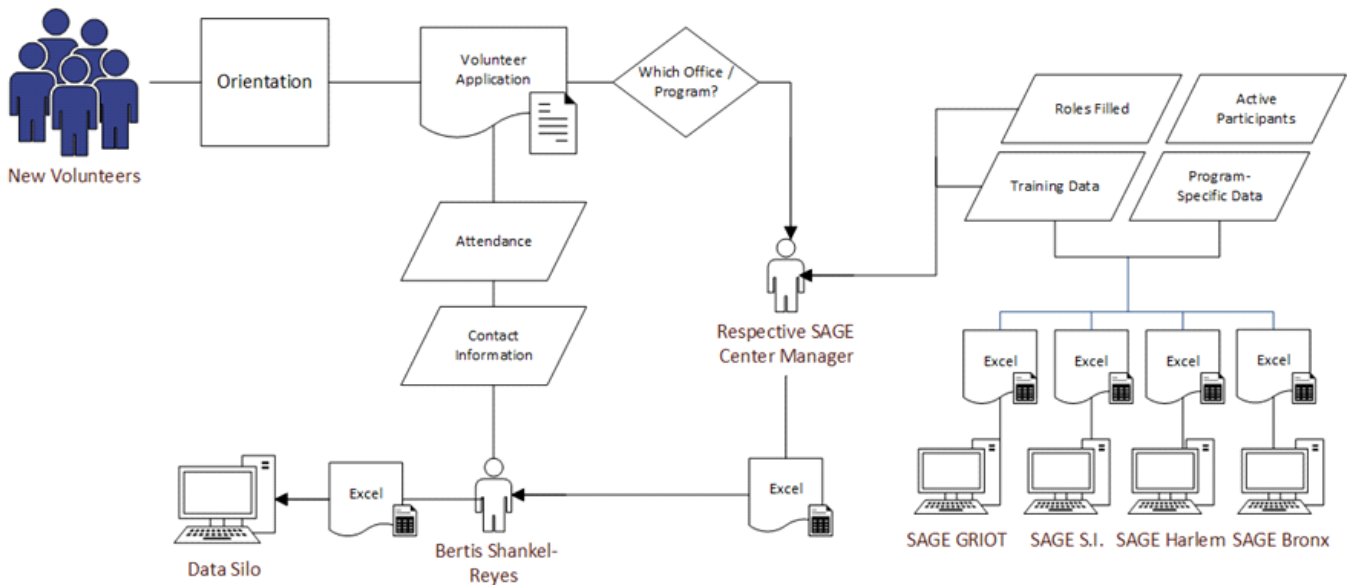 New Volunteers
Orientation
Volunteer
Application
Which Office /
Program?
Roles Filled
Active
Participants
Training Data
Program-
Specific Data
Attendance
Contact
Information
Respective SAGE
Center Manager
Excel
Excel
Excel
Excel
SAGE GRIOT
SAGE S.I.
SAGE Harlem
SAGE Bronx
Excel
Excel
Bertis Shankel-
Reyes
Data Silo